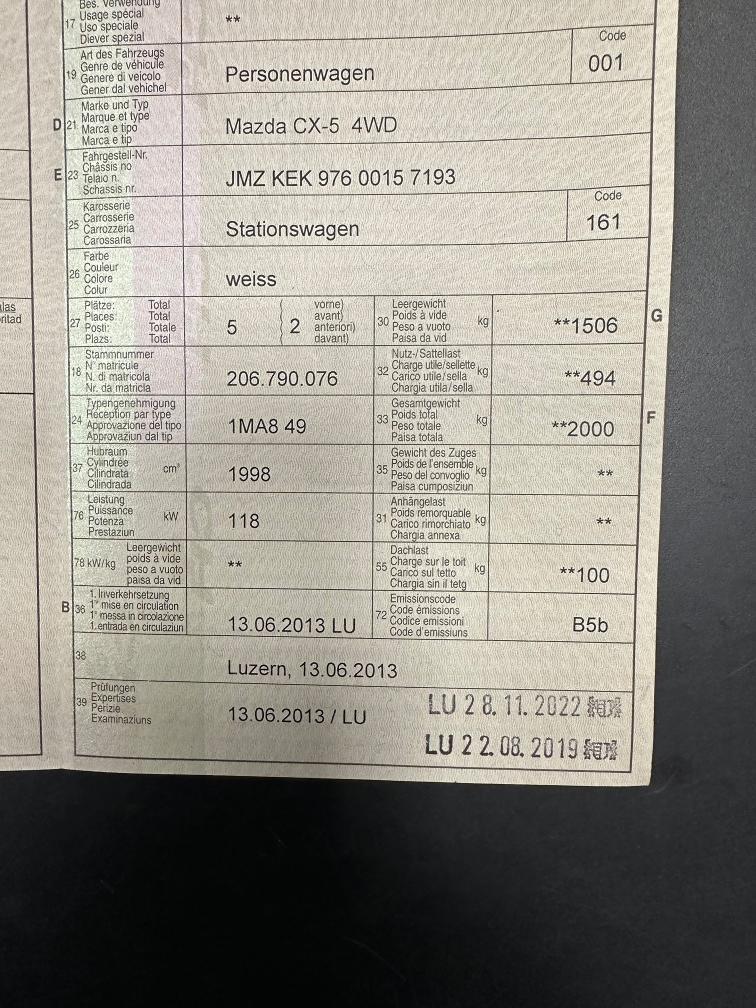 Bes. Verwendung
17 Usage spécial **
Uso speciale
Diever spezial
Art des Fahrzeugs Code
19 Genre de véhicule Personenwagen 001
Genere di veicolo
Gener dal vehichel
Marke und Typ
D 21 Marque et type Mazda CX-5 4WD
Marca e tipo
Marca e tip
Fahrgestell-Nr.
E 23 Châssis no JMZ KEK 976 0015 7193
Telaio n.
Schassis nr.
Karosserie Code
25 Carrosserie Stationswagen 161
Carrozzeria
Carossaria
Farbe
26 Couleur weiss
Colore
Colur
27 Plätze: Total 5 ( 2 vorne)
Places: Total avant)
Posti: Totale anteriori)
Plazs: Total davant)
30 Leergewicht kg **1506 G
Poids à vide
Peso a vuoto
Paisa da vid
18 Stammnummer 206.790.076
N° matricule
N. di matricola
Nr. da matricla
32 Nutz-/Sattellast kg **494
Charge utile/sellette
Carico utile/sella
Chargia utila/sella
24 Typengenehmigung 1MA8 49
Réception par type
Approvazione del tipo
Approvaziun dal tip
33 Gesamtgewicht kg **2000 F
Poids total
Peso totale
Paisa totala
37 Hubraum cm³ 1998
Cylindrée
Cilindrata
Cilindrada
35 Gewicht des Zuges kg **
Poids de l'ensemble
Peso del convoglio
Paisa cumposiziun
76 Leistung kW 118
Puissance
Potenza
Prestaziun
31 Anhängelast kg **
Poids remorquable
Carico rimorchiato
Chargia annexa
78 kW/kg Leergewicht **
poids à vide
peso a vuoto
paisa da vid
55 Dachlast kg **100
Charge sur le toit
Carico sul tetto
Chargia sin il tetg
B 36 1. Inverkehrsetzung 13.06.2013 LU
1re mise en circulation
1a messa in circolazione
1. entrada en circulaziun
72 Emissionscode B5b
Code émissions
Codice emissioni
Code d'emissiuns
38 Luzern, 13.06.2013
39 Prüfungen 13.06.2013 / LU
Expertises
Perizie
Examinaziuns
LU 28.11.2022
LU 22.08.2019